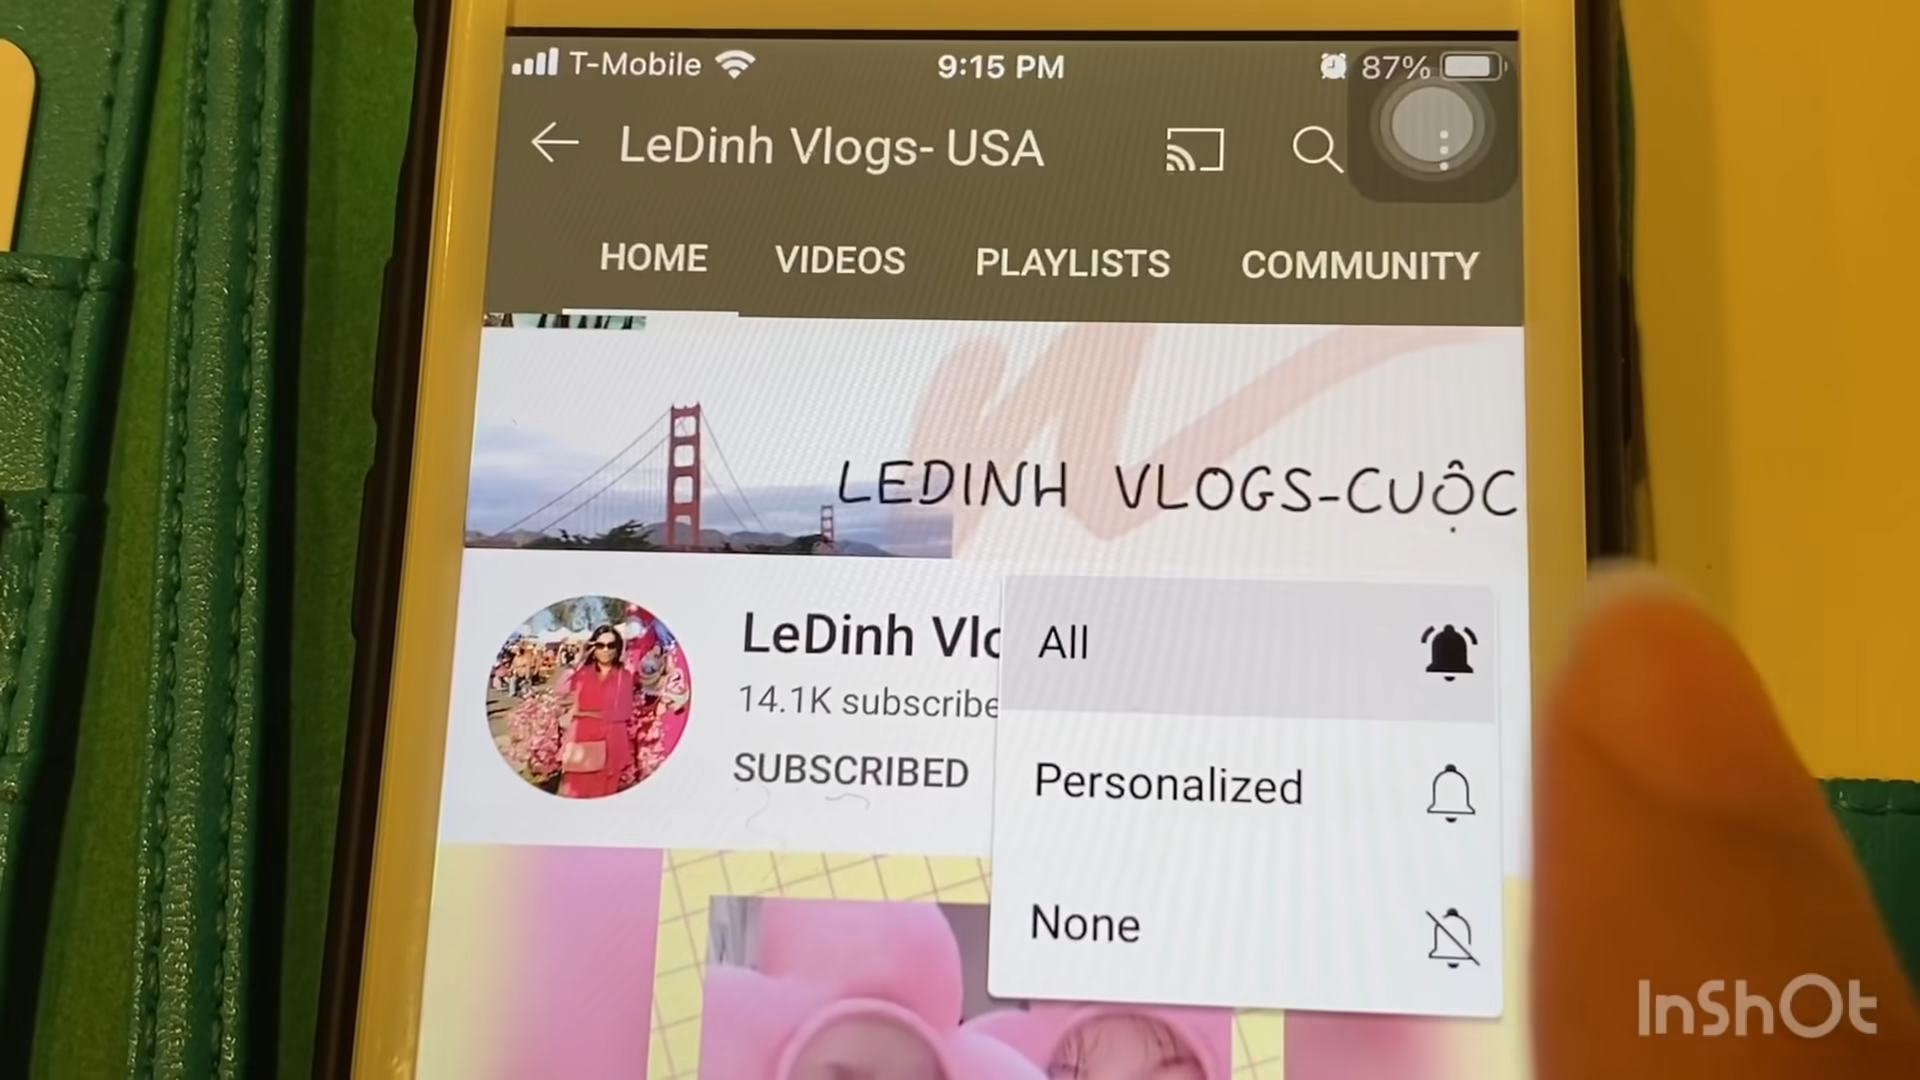 T-Mobile 9:15 PM 87%
LeDinh Vlogs- USA
HOME VIDEOS PLAYLISTS COMMUNITY
LEDINH VLOGS-CUỘC
LeDinh Vlo
14.1K subscribe
SUBSCRIBED
All
Personalized
None
InShOt